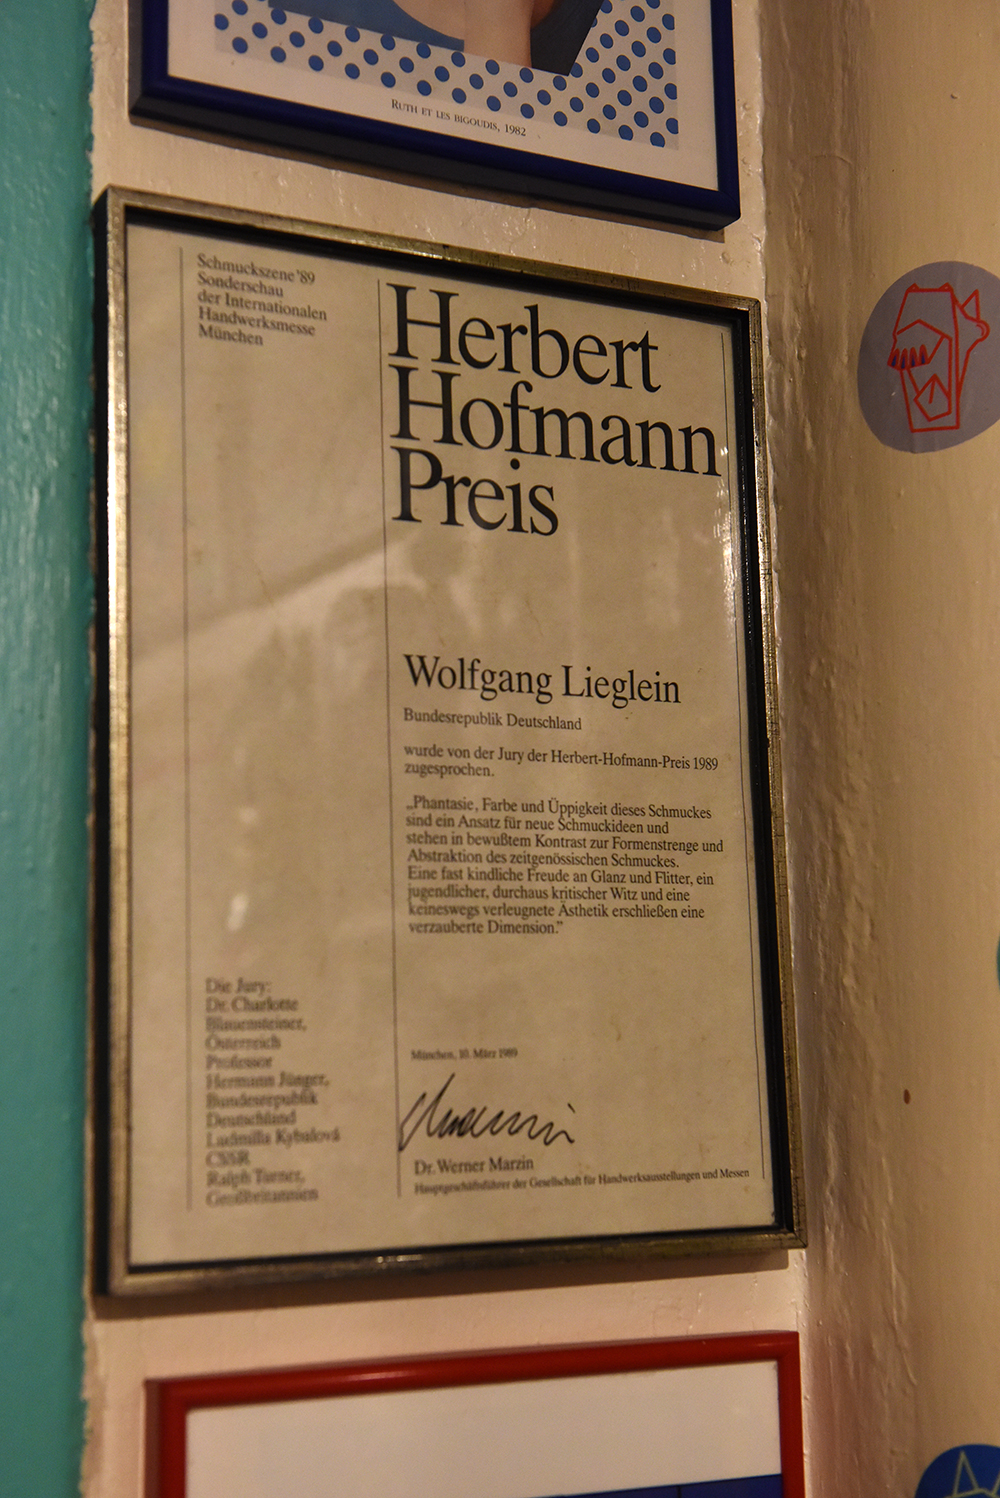 RUTH ET LES BIGOUDIS, 1982
Schmuckszene '89
Sonderschau
der Internationalen
Handwerksmesse
München
Herbert
Hofmann
Preis
Wolfgang Lieglein
Bundesrepublik Deutschland
wurde von der Jury der Herbert-Hofmann-Preis 1989
zugesprochen.
„Phantasie, Farbe und Üppigkeit dieses Schmuckes
sind ein Ansatz für neue Schmuckideen und
stehen in bewußtem Kontrast zur Formenstrenge und
Abstraktion des zeitgenössischen Schmuckes.
Eine fast kindliche Freude an Glanz und Flitter, ein
jugendlicher, durchaus kritischer Witz und eine
keineswegs verleugnete Ästhetik erschließen eine
verzauberte Dimension.”
Die Jury:
Dr. Charlotte
Blauensteiner,
Österreich
Professor
Hermann Jünger,
Bundesrepublik
Deutschland
Ludmilla Kybalová
CSSR
Ralph Turner,
Großbritannien
München, 10. März 1989
Dr. Werner Marzin
Hauptgeschäftsführer der Gesellschaft für Handwerksausstellungen und Messen